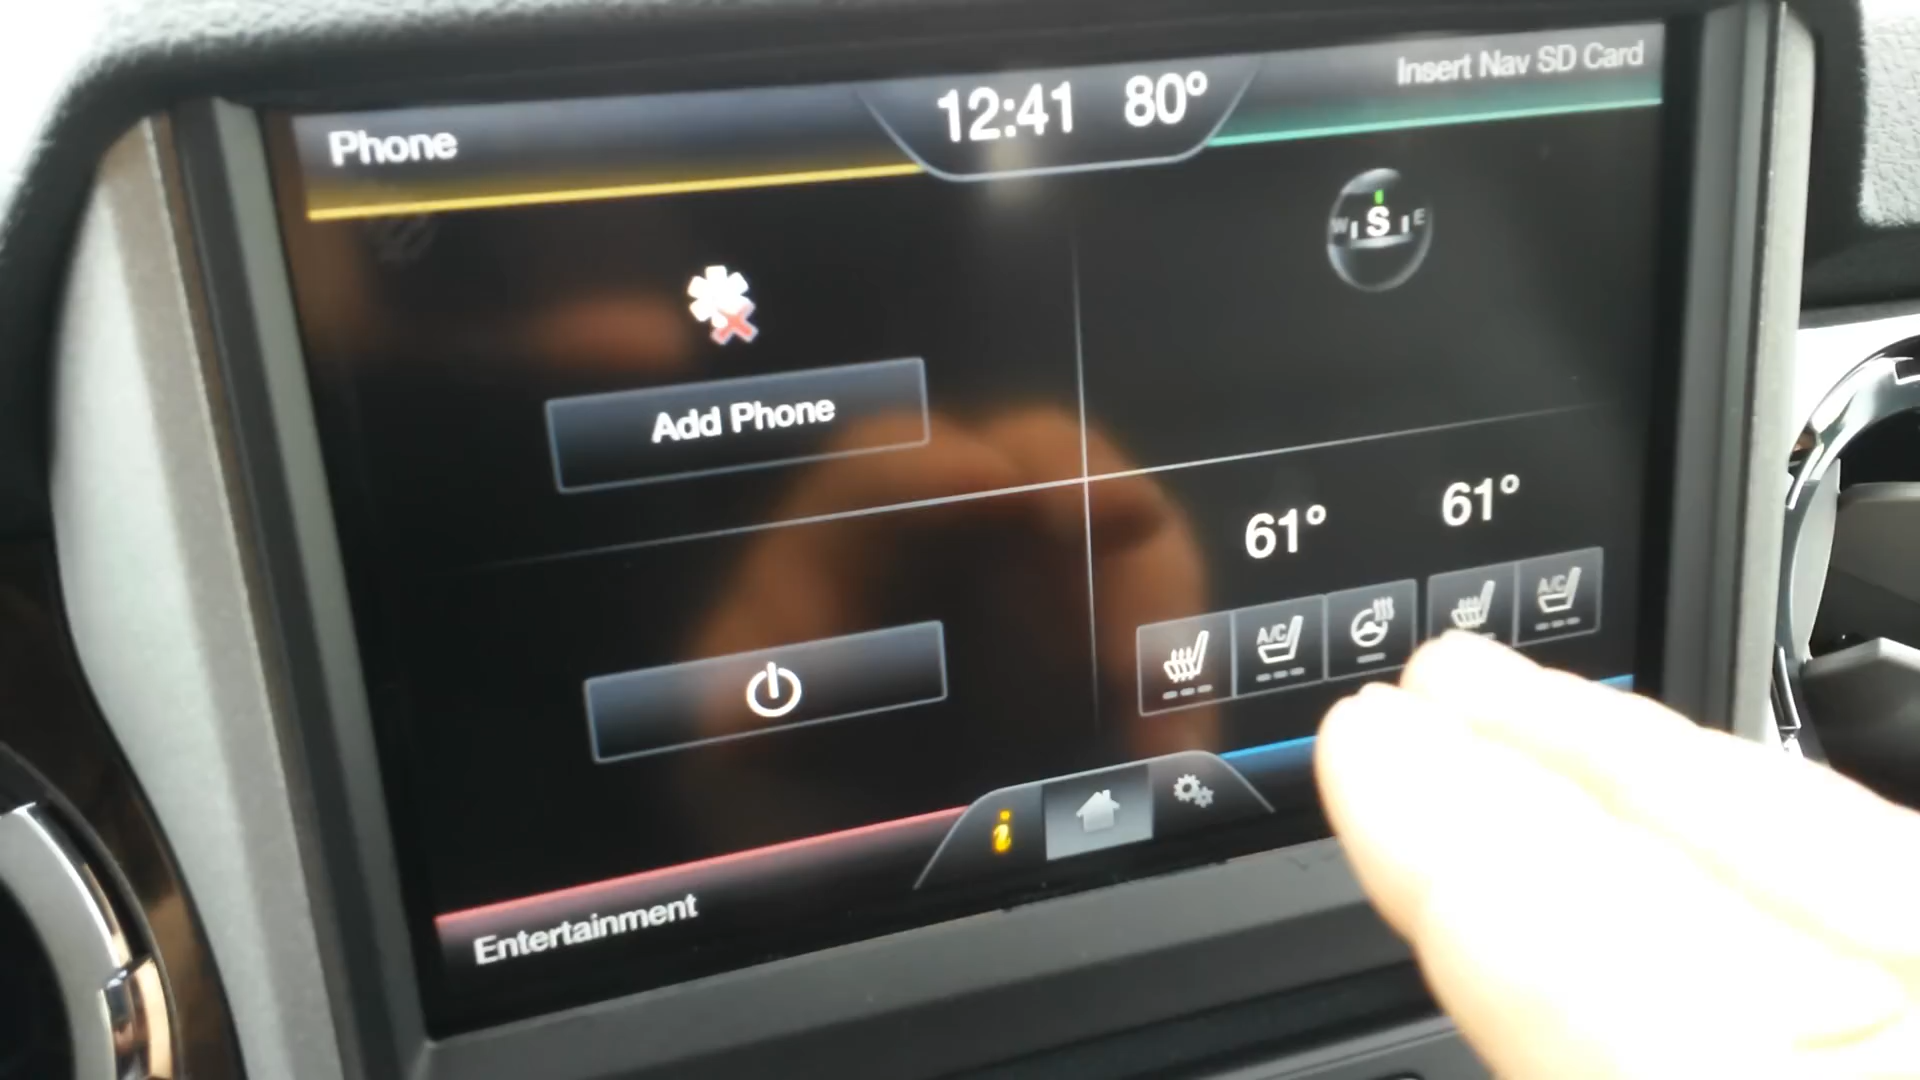 Phone
12:41 80°
Insert Nav SD Card
W S E
Add Phone
61° 61°
A/C
A/C
i
Entertainment